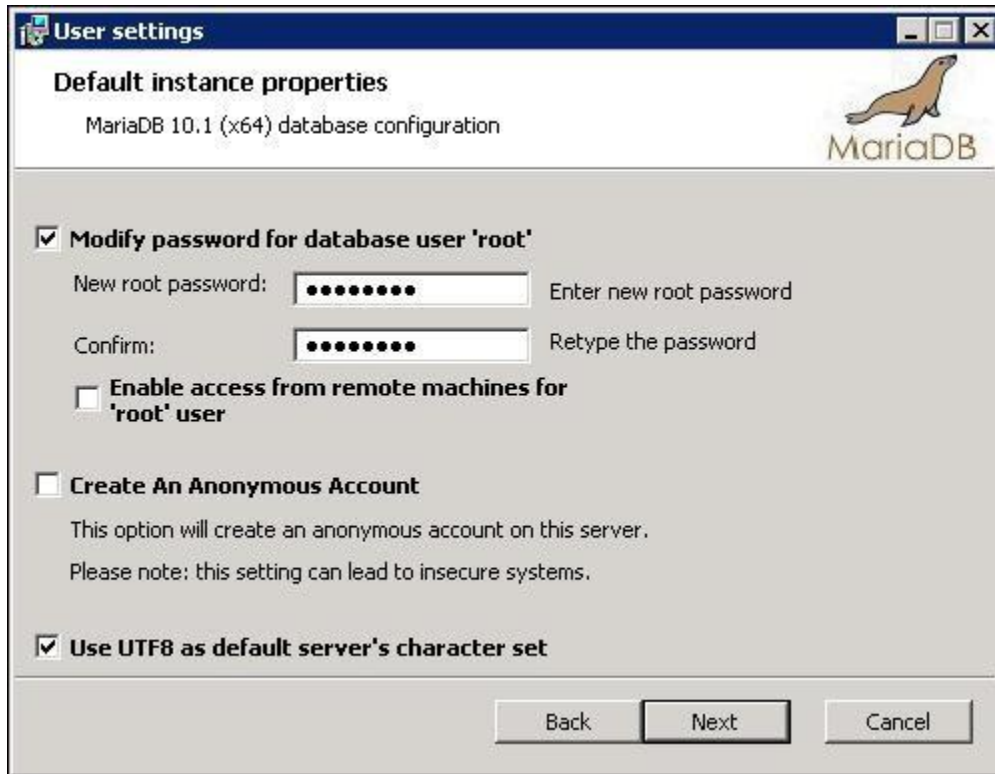 User settings
Default instance properties
MariaDB 10.1 (x64) database configuration
MariaDB
Modify password for database user 'root'
New root password: Enter new root password
Confirm: Retype the password
Enable access from remote machines for
'root' user
Create An Anonymous Account
This option will create an anonymous account on this server.
Please note: this setting can lead to insecure systems.
Use UTF8 as default server's character set
Back Next Cancel